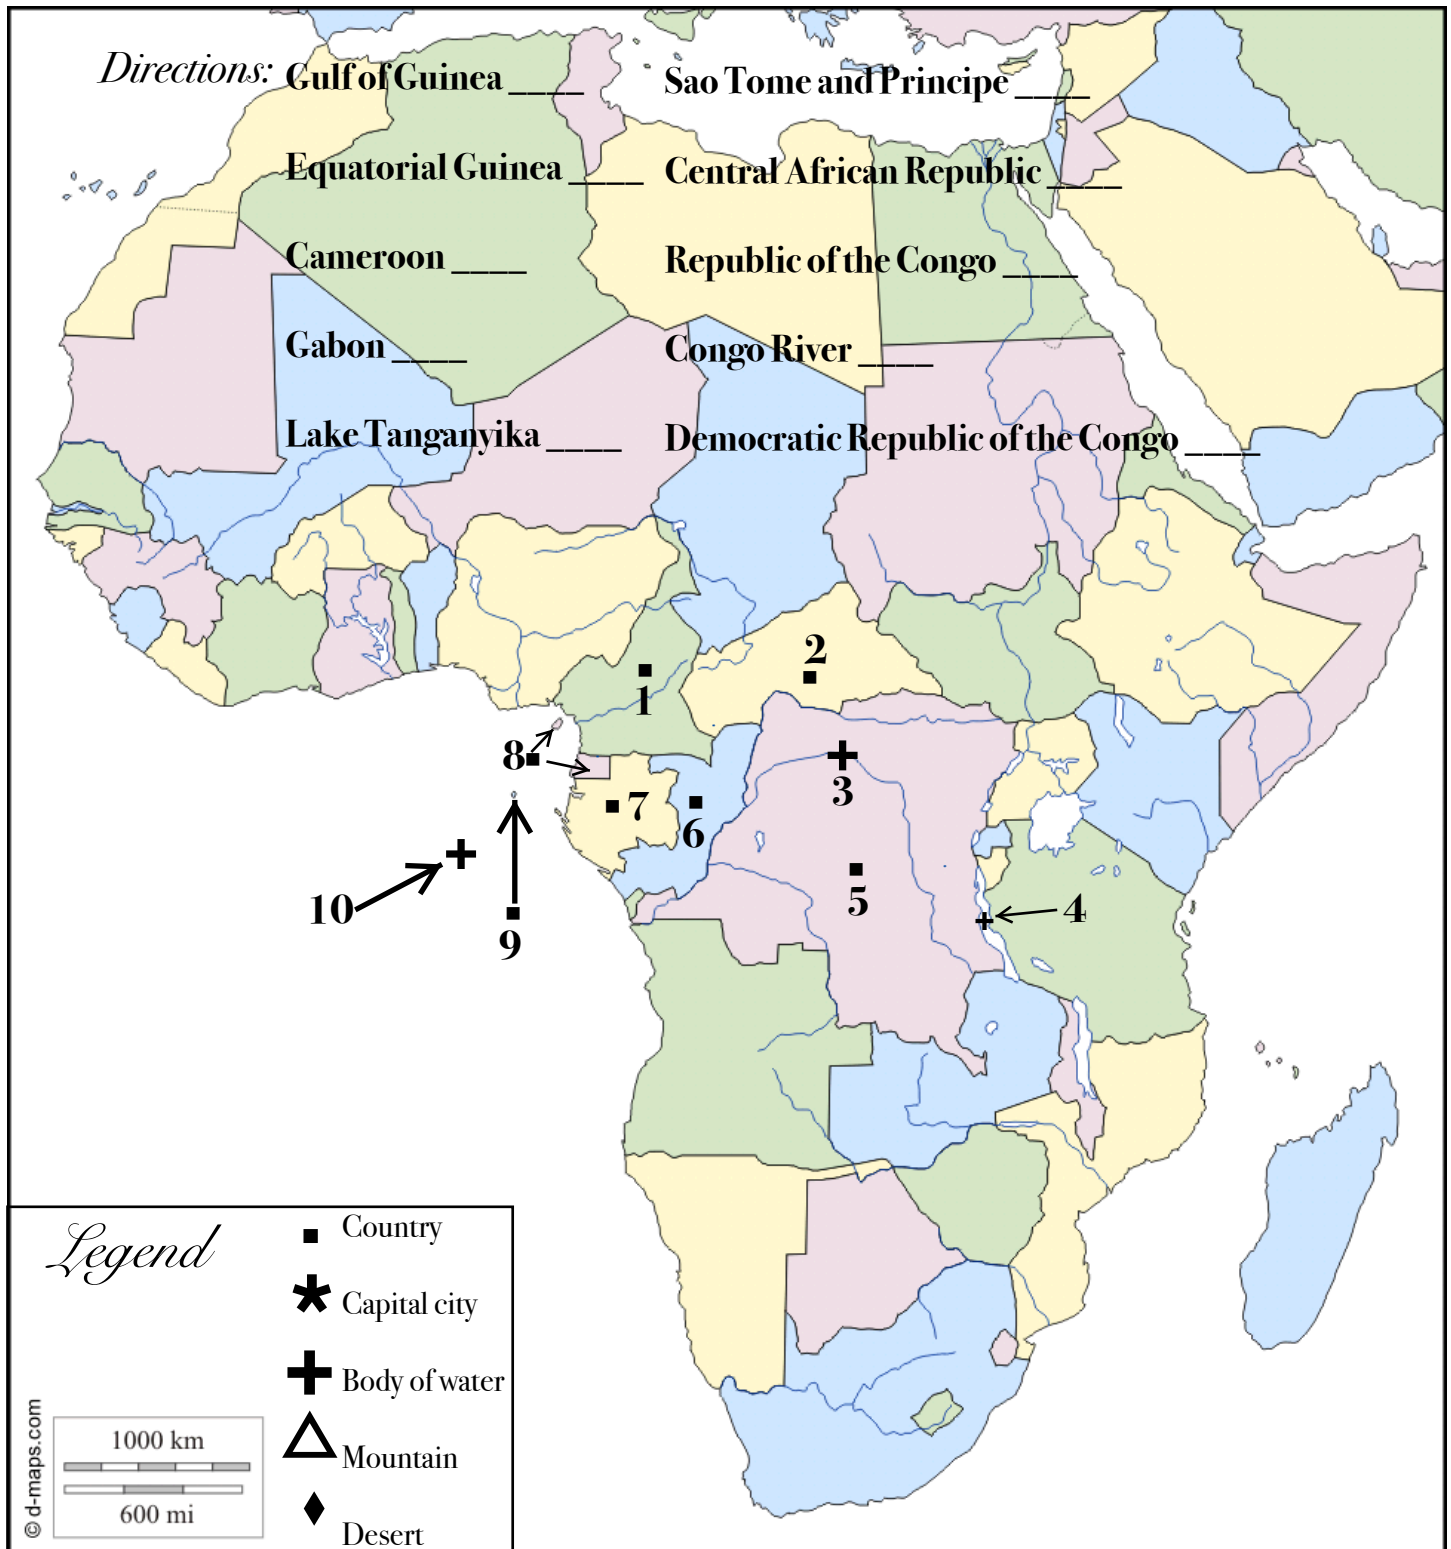 Directions:
Gulf of Guinea ____
Sao Tome and Principe ____
Equatorial Guinea ____
Central African Republic ____
Cameroon ____
Republic of the Congo ____
Gabon ____
Congo River ____
Lake Tanganyika ____
Democratic Republic of the Congo ____
2
1
8
3
7
6
10
5
4
9
Legend
Country
Capital city
Body of water
Mountain
Desert
1000 km
600 mi
© d-maps.com